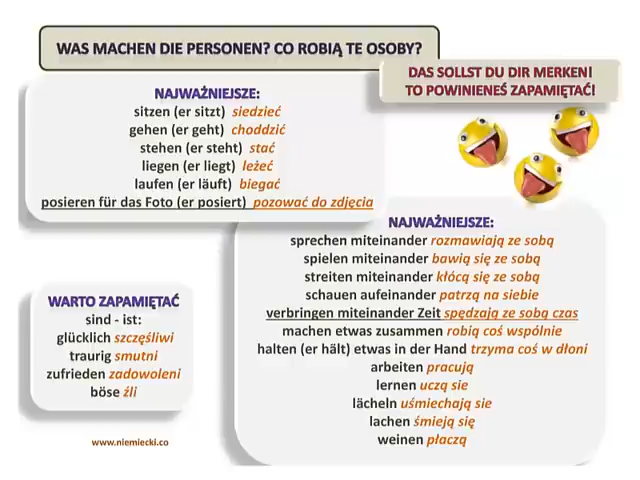 WAS MACHEN DIE PERSONEN? CO ROBIĄ TE OSOBY?
DAS SOLLST DU DIR MERKEN!
TO POWINIENEŚ ZAPAMIĘTAĆ!
NAJWAŻNIEJSZE:
sitzen (er sitzt) siedzieć
gehen (er geht) choddzić
stehen (er steht) stać
liegen (er liegt) leżeć
laufen (er läuft) biegać
posieren für das Foto (er posiert) pozować do zdjęcia
NAJWAŻNIEJSZE:
sprechen miteinander rozmawiają ze sobą
spielen miteinander bawią się ze sobą
streiten miteinander kłócą się ze sobą
schauen aufeinander patrzą na siebie
verbringen miteinander Zeit spędzają ze sobą czas
machen etwas zusammen robią coś wspólnie
halten (er hält) etwas in der Hand trzyma coś w dłoni
arbeiten pracują
lernen uczą sie
lächeln uśmiechają sie
lachen śmieją się
weinen płaczą
WARTO ZAPAMIĘTAĆ
sind - ist:
glücklich szczęśliwi
traurig smutni
zufrieden zadowoleni
böse źli
www.niemiecki.co